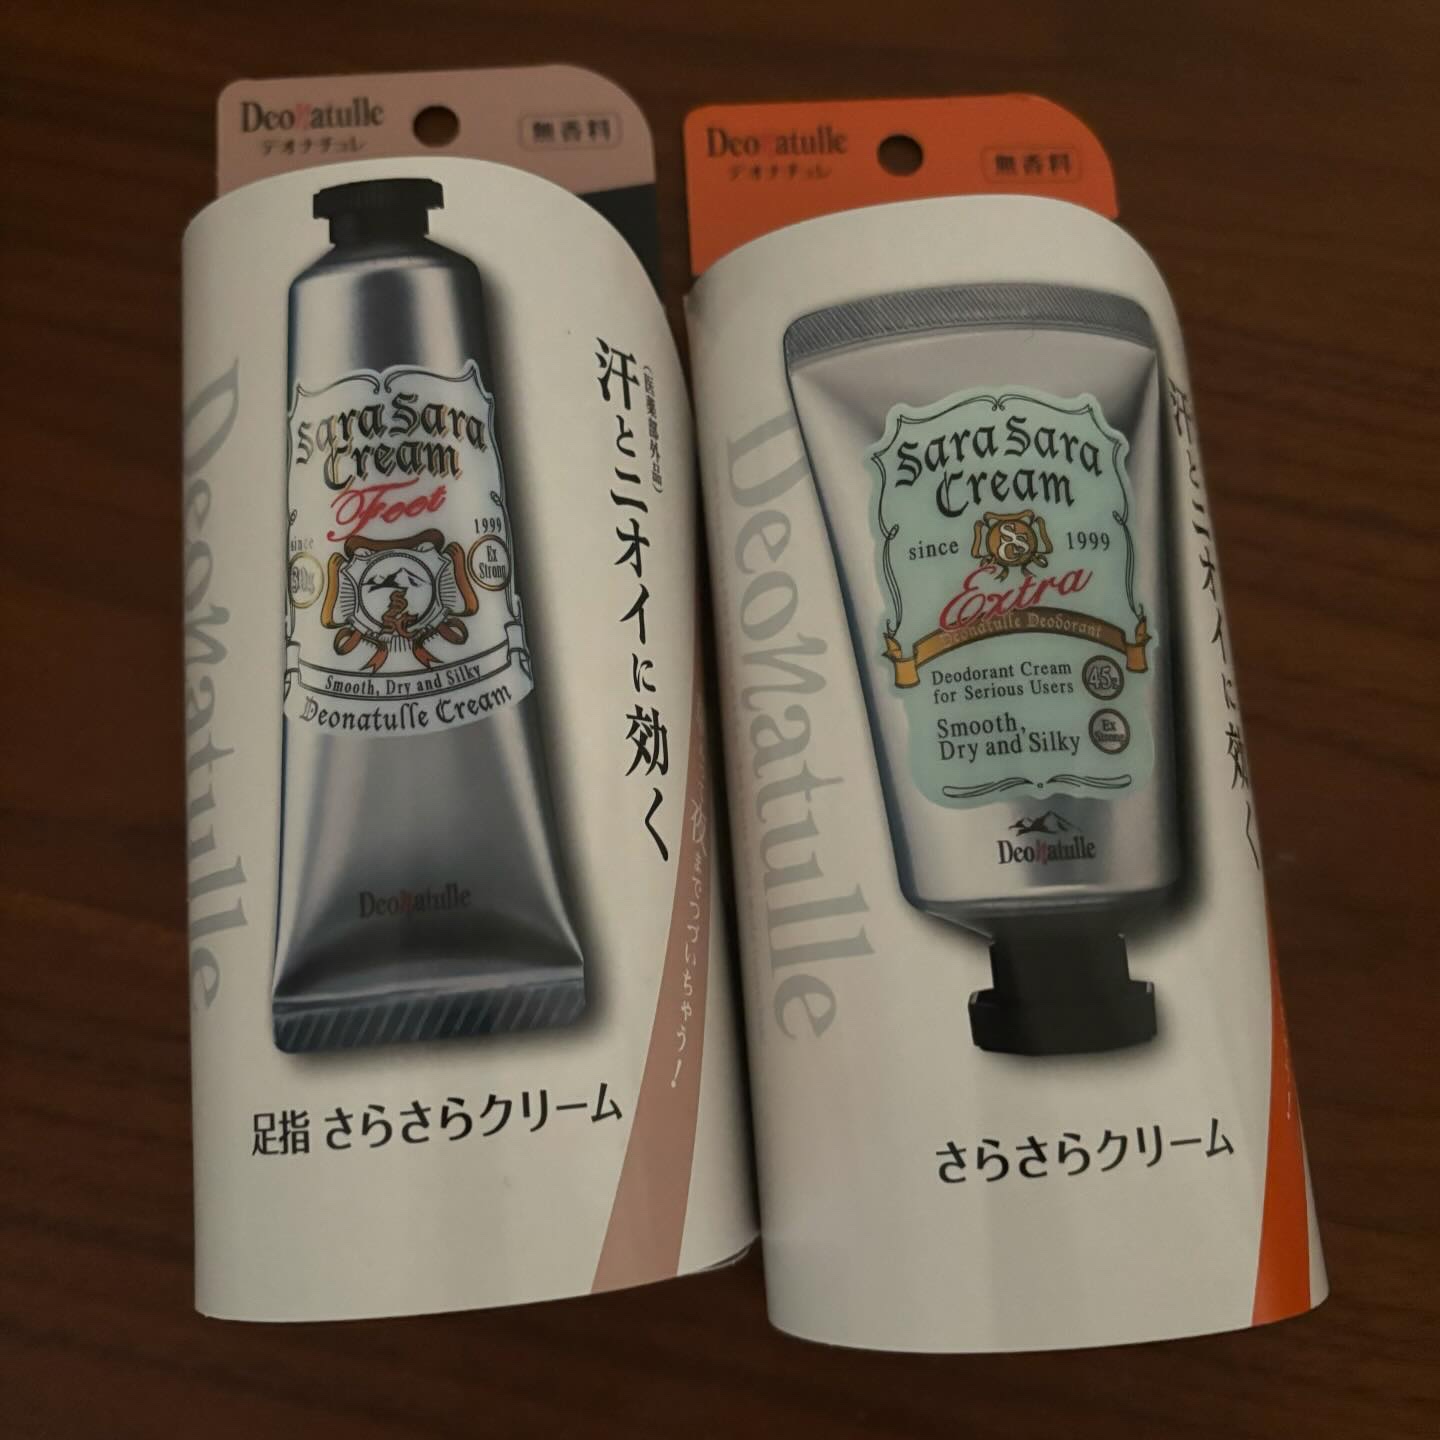 DeoNatulle
デオナチュレ
無香料
DeoNatulle
Sara Sara
Cream
Feet
since
1999
30g
Ex
Strong
Smooth, Dry and Silky
Deonatulle Cream
DeoNatulle
(医薬部外品)
汗とニオイに効く
足指 さらさらクリーム
DeoNatulle
デオナチュレ
無香料
DeoNatulle
Sara Sara
Cream
since 1999
Extra
Deonatulle Deodorant
Deodorant Cream
for Serious Users
45g
Smooth,
Dry and Silky
Ex
Strong
DeoNatulle
汗とニオイに効く
さらさらクリーム